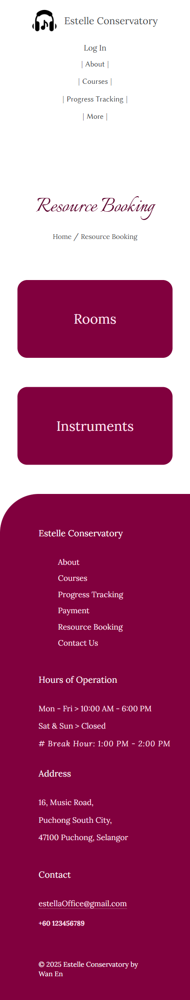 Estelle Conservatory
Log In
| About |
| Courses |
| Progress Tracking |
| More |
Resource Booking
Home / Resource Booking
Rooms
Instruments
Estelle Conservatory
About
Courses
Progress Tracking
Payment
Resource Booking
Contact Us
Hours of Operation
Mon - Fri > 10:00 AM - 6:00 PM
Sat & Sun > Closed
# Break Hour: 1:00 PM - 2:00 PM
Address
16, Music Road,
Puchong South City,
47100 Puchong, Selangor
Contact
estellaOffice@gmail.com
+60 123456789
© 2025 Estelle Conservatory by
Wan En